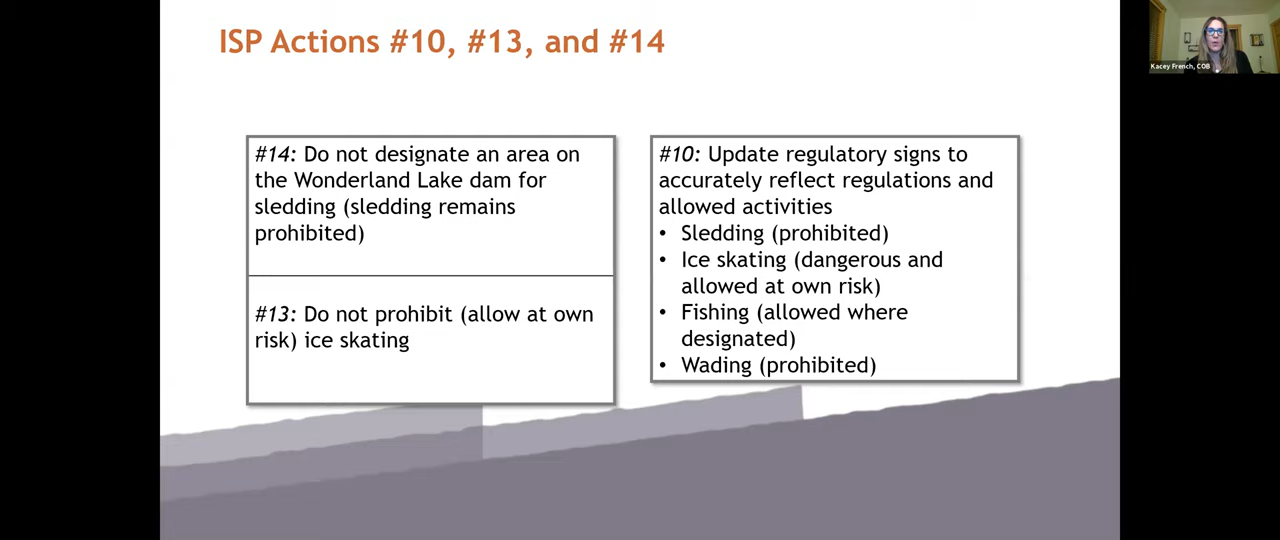 ISP Actions #10, #13, and #14
#14: Do not designate an area on
the Wonderland Lake dam for
sledding (sledding remains
prohibited)
#13: Do not prohibit (allow at own
risk) ice skating
#10: Update regulatory signs to
accurately reflect regulations and
allowed activities
• Sledding (prohibited)
• Ice skating (dangerous and
allowed at own risk)
• Fishing (allowed where
designated)
• Wading (prohibited)
Kacey French, COB